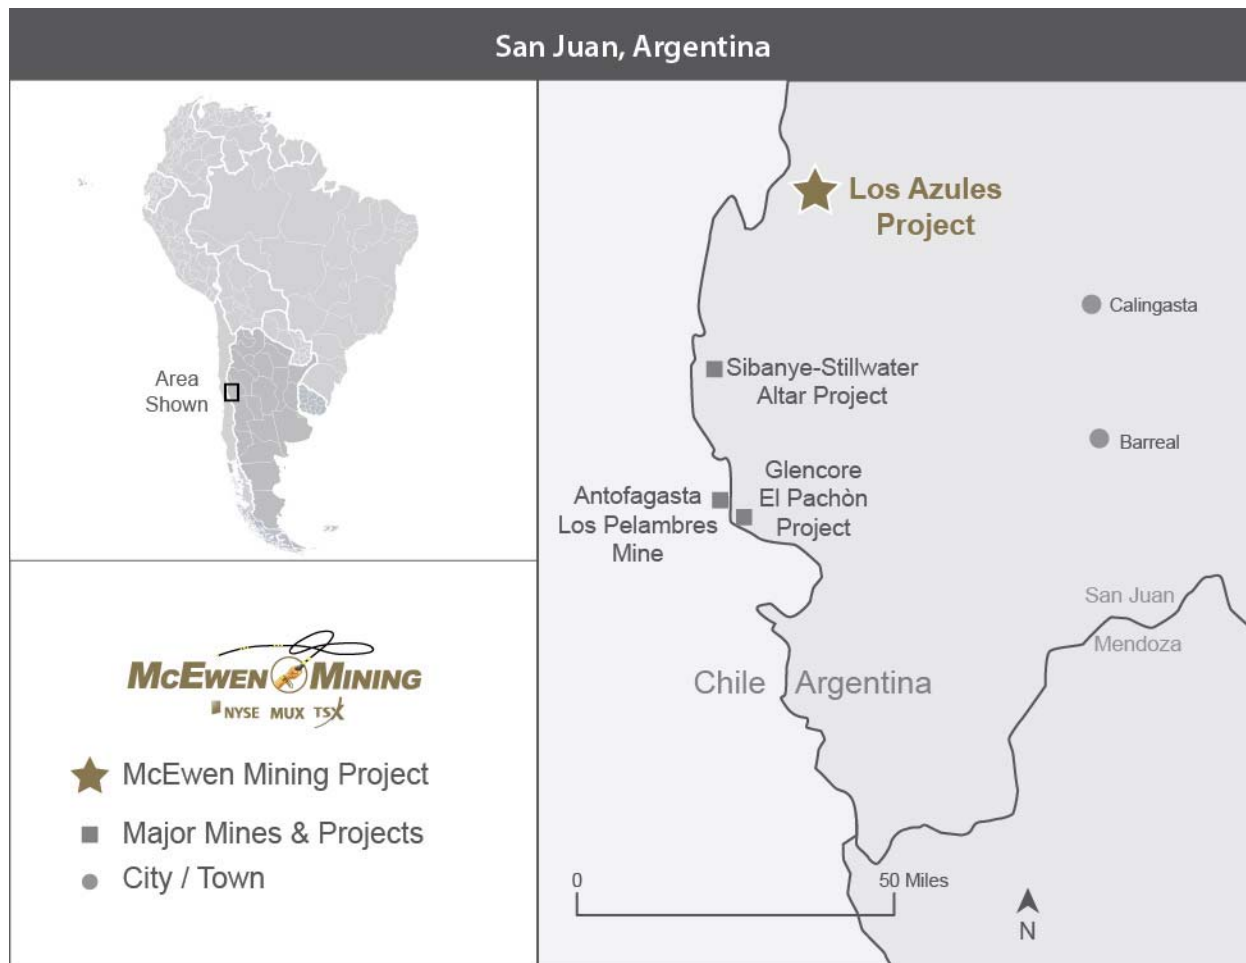 San Juan, Argentina
Area
Shown
McEWEN MINING
NYSE MUX TSX
McEwen Mining Project
Major Mines & Projects
City / Town
Los Azules
Project
Calingasta
Sibanye-Stillwater
Altar Project
Barreal
Glencore
El Pachòn
Project
Antofagasta
Los Pelambres
Mine
San Juan
Mendoza
Chile
Argentina
0
50 Miles
N